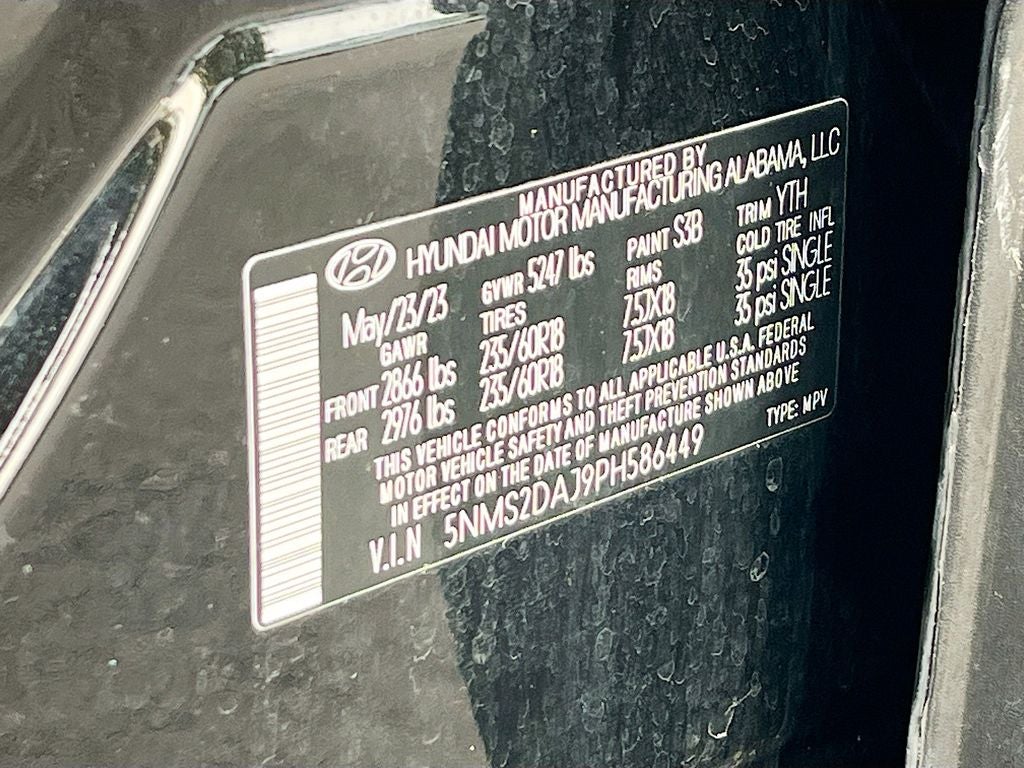 MANUFACTURED BY
HYUNDAI MOTOR MANUFACTURING ALABAMA, LLC
May/23/23 GVWR 5247 lbs PAINT S3B TRIM YTH
GAWR TIRES RIMS COLD TIRE INFL
FRONT 2866 lbs 235/60R18 7.5JX18 35 psi SINGLE
REAR 2976 lbs 235/60R18 7.5JX18 35 psi SINGLE
THIS VEHICLE CONFORMS TO ALL APPLICABLE U.S.A. FEDERAL
MOTOR VEHICLE SAFETY AND THEFT PREVENTION STANDARDS
IN EFFECT ON THE DATE OF MANUFACTURE SHOWN ABOVE
V.I.N 5NMS2DAJ9PH586449 TYPE: MPV